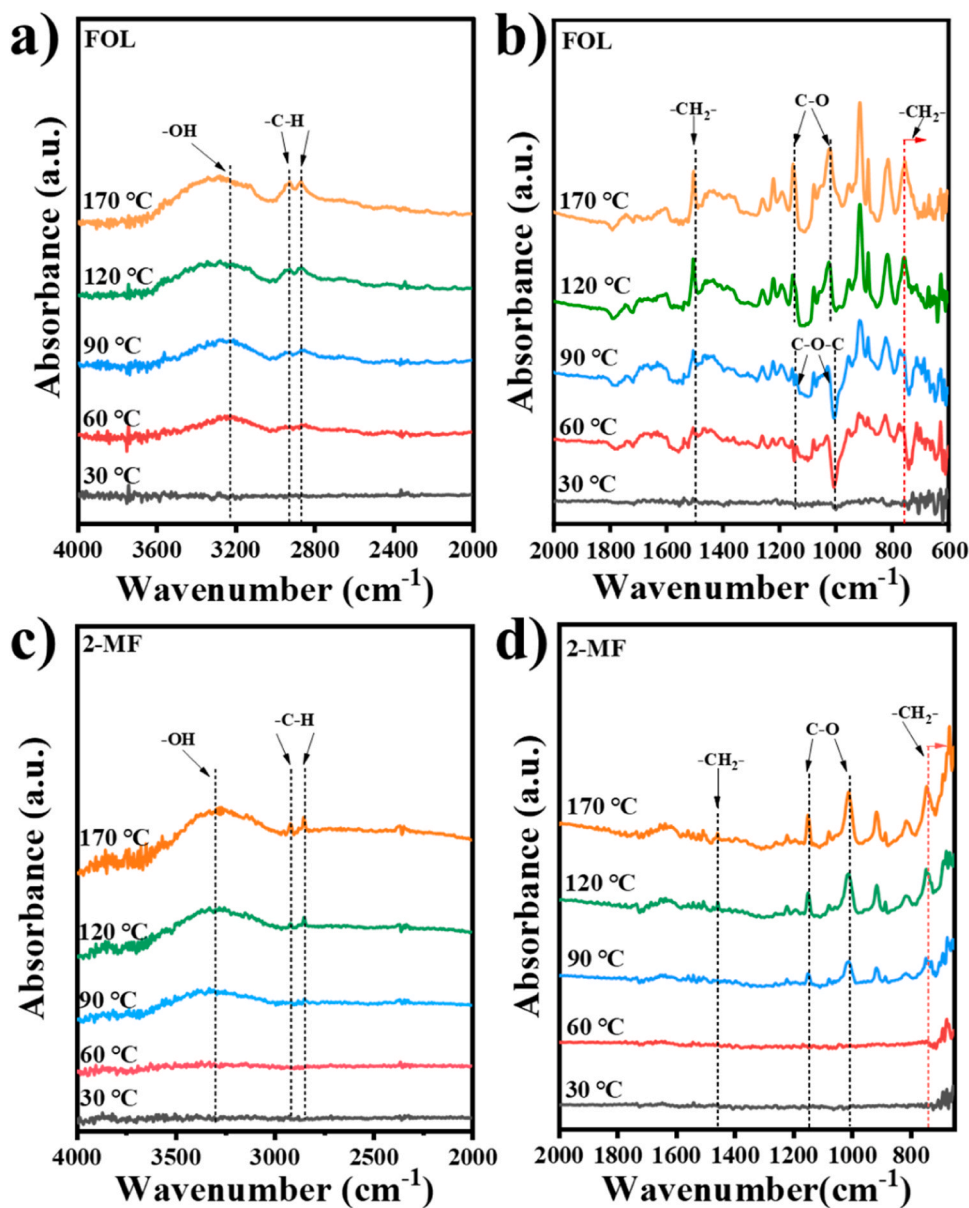 a)
FOL
-OH
-C-H
170 °C
120 °C
90 °C
60 °C
30 °C
4000 3600 3200 2800 2400 2000
Wavenumber (cm-1)
Absorbance (a.u.)
b)
FOL
-CH2-
C-O
-CH2-
170 °C
120 °C
90 °C
C-O-C
60 °C
30 °C
2000 1800 1600 1400 1200 1000 800 600
Wavenumber (cm-1)
Absorbance (a.u.)
c)
2-MF
-OH
-C-H
170 °C
120 °C
90 °C
60 °C
30 °C
4000 3500 3000 2500 2000
Wavenumber (cm-1)
Absorbance (a.u.)
d)
2-MF
-CH2-
C-O
-CH2-
170 °C
120 °C
90 °C
60 °C
30 °C
2000 1800 1600 1400 1200 1000 800
Wavenumber(cm-1)
Absorbance (a.u.)